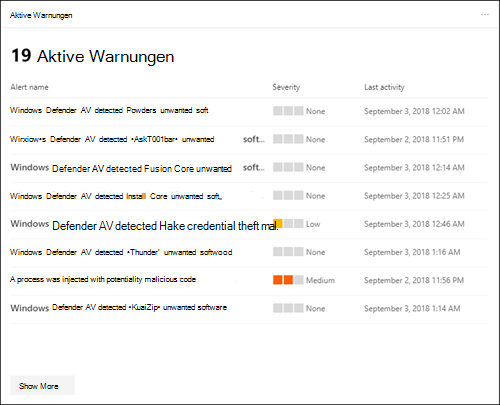 Aktive Warnungen
19 Aktive Warnungen
Alert name Severity Last activity
Windows Defender AV detected Powders unwanted soft None September 3, 2018 12:02 AM
Wirxiow•s Defender AV detected •AskT001bar• unwanted soft... None September 2, 2018 11:51 PM
Windows Defender AV detected Fusion Core unwanted soft... None September 3, 2018 12:14 AM
Windows Defender AV detected Install Core unwanted soft,, None September 3, 2018 12:25 AM
Windows Defender AV detected Hake credential theft mal. Low September 3, 2018 12:46 AM
Windows Defender AV detected •Thunder' unwanted softwood None September 3, 2018 1:16 AM
A process was injected with potentiality malicious code Medium September 2, 2018 11:56 PM
Windows Defender AV detected •KuaiZip• unwanted software None September 3, 2018 1:14 AM
Show More